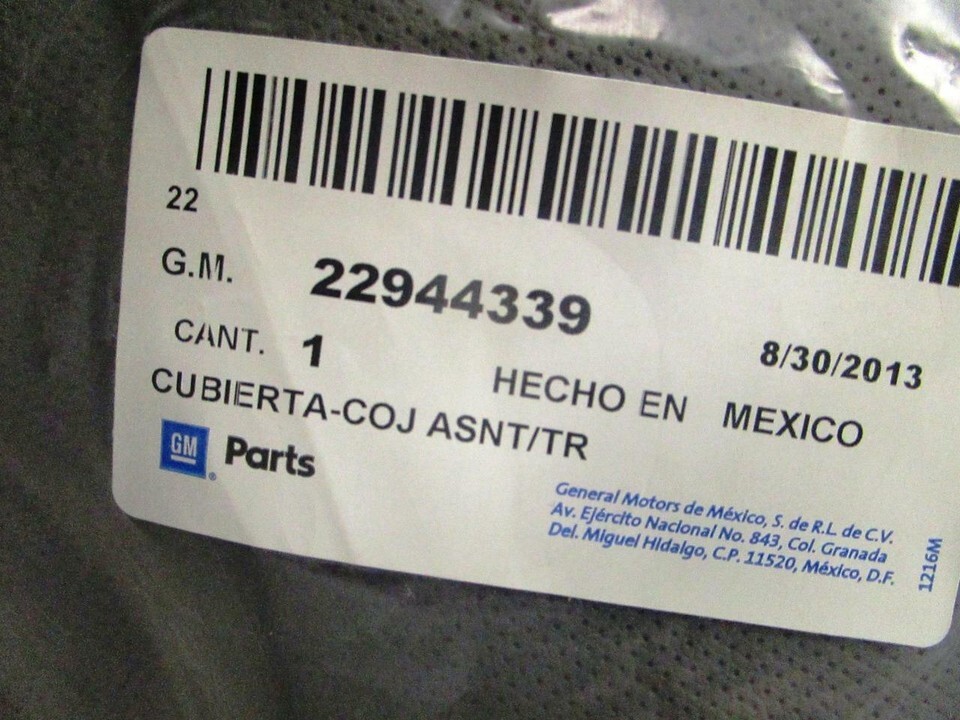 22
G.M. 22944339
CANT. 1
8/30/2013
HECHO EN MEXICO
CUBIERTA-COJ ASNT/TR
GM ® Parts
General Motors de México, S. de R.L. de C.V.
Av. Ejército Nacional No. 843, Col. Granada
Del. Miguel Hidalgo, C.P. 11520, México, D.F.
1216M